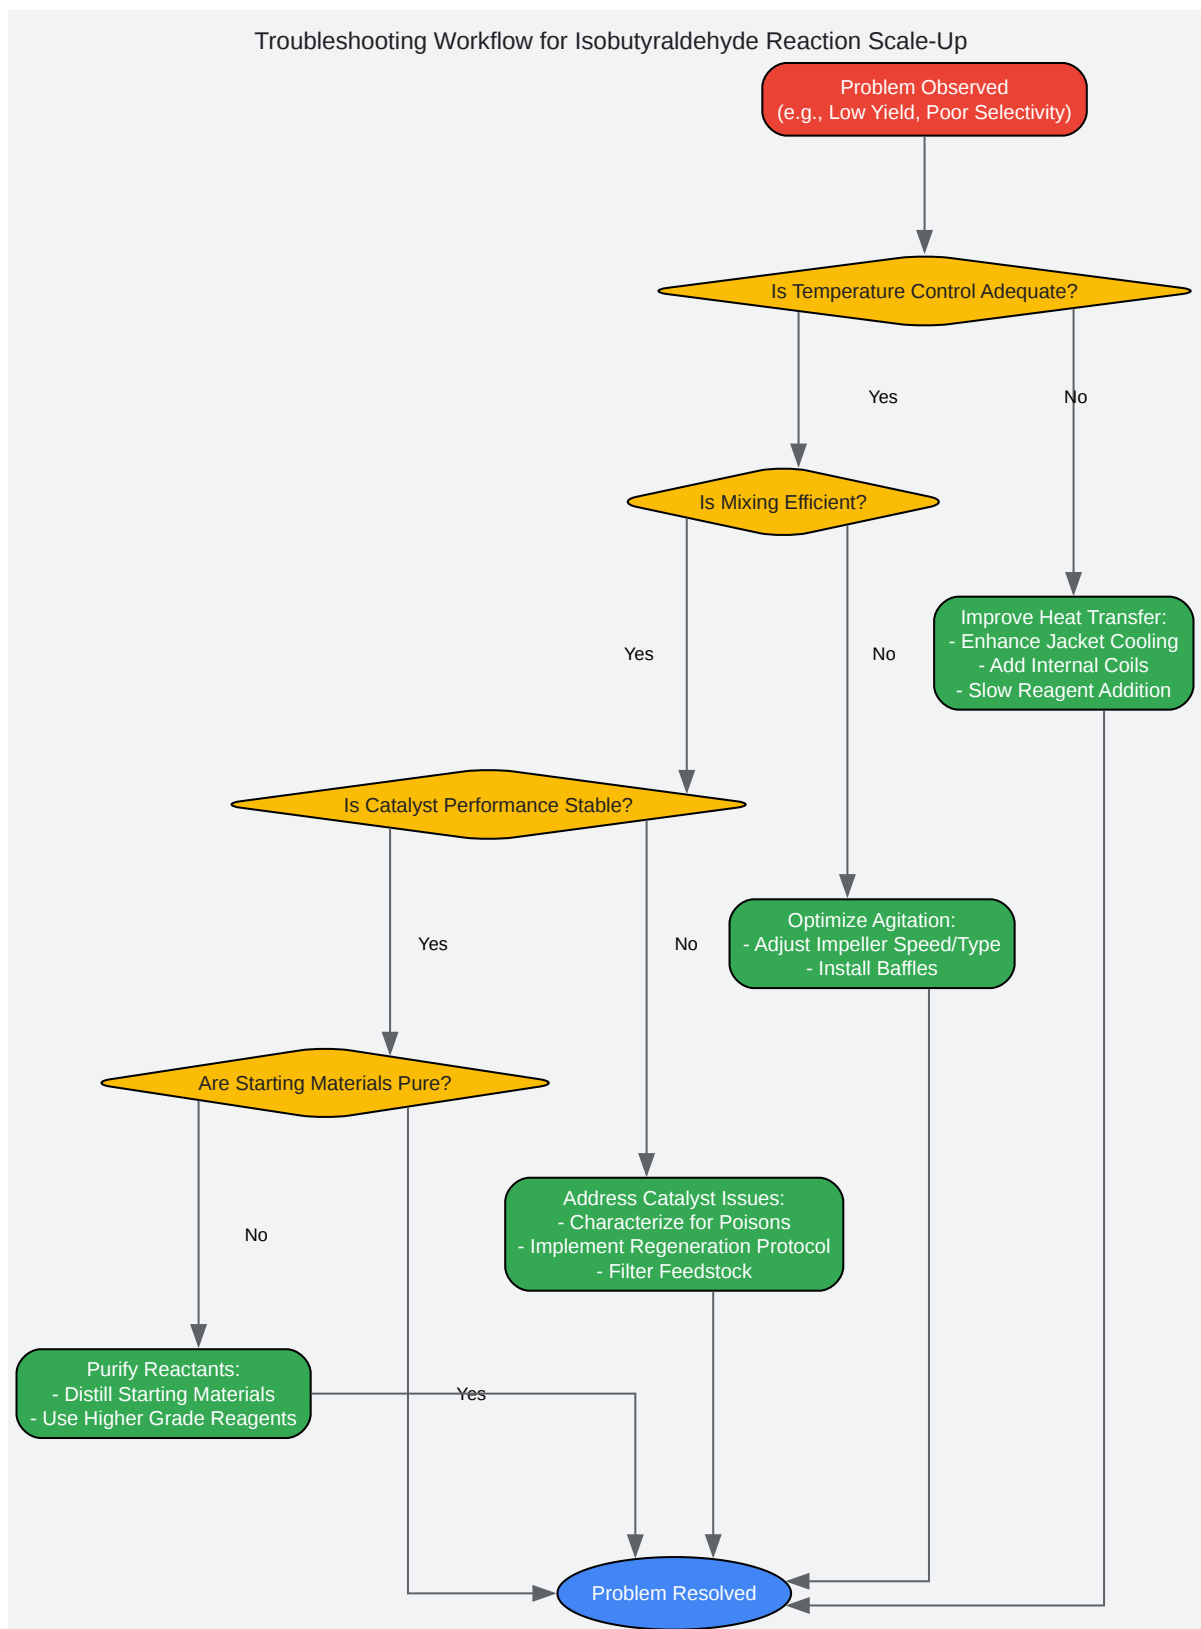 Troubleshooting Workflow for Isobutyraldehyde Reaction Scale-Up
Problem Observed
(e.g., Low Yield, Poor Selectivity)
Is Temperature Control Adequate?
Yes
No
Is Mixing Efficient?
Yes
No
Improve Heat Transfer:
- Enhance Jacket Cooling
- Add Internal Coils
- Slow Reagent Addition
Is Catalyst Performance Stable?
Yes
No
Optimize Agitation:
- Adjust Impeller Speed/Type
- Install Baffles
Are Starting Materials Pure?
No
Address Catalyst Issues:
- Characterize for Poisons
- Implement Regeneration Protocol
- Filter Feedstock
Purify Reactants:
- Distill Starting Materials
- Use Higher Grade Reagents
Yes
Problem Resolved